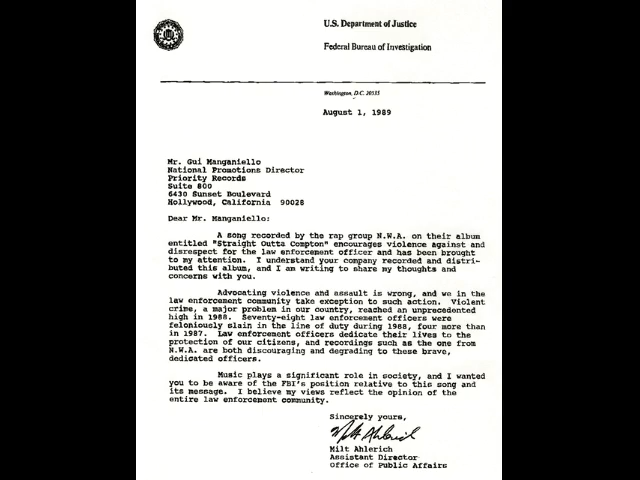 U.S. Department of Justice
Federal Bureau of Investigation
Washington, D.C. 20535
August 1, 1989
Mr. Gui Manganiello
National Promotions Director
Priority Records
Suite 800
6430 Sunset Boulevard
Hollywood, California 90028
Dear Mr. Manganiello:
A song recorded by the rap group N.W.A. on their album
entitled "Straight Outta Compton" encourages violence against and
disrespect for the law enforcement officer and has been brought
to my attention. I understand your company recorded and distri-
buted this album, and I am writing to share my thoughts and
concerns with you.
Advocating violence and assault is wrong, and we in the
law enforcement community take exception to such action. Violent
crime, a major problem in our country, reached an unprecedented
high in 1988. Seventy-eight law enforcement officers were
feloniously slain in the line of duty during 1988, four more than
in 1987. Law enforcement officers dedicate their lives to the
protection of our citizens, and recordings such as the one from
N.W.A. are both discouraging and degrading to these brave,
dedicated officers.
Music plays a significant role in society, and I wanted
you to be aware of the FBI's position relative to this song and
its message. I believe my views reflect the opinion of the
entire law enforcement community.
Sincerely yours,
Milt Ahlerich
Milt Ahlerich
Assistant Director
Office of Public Affairs